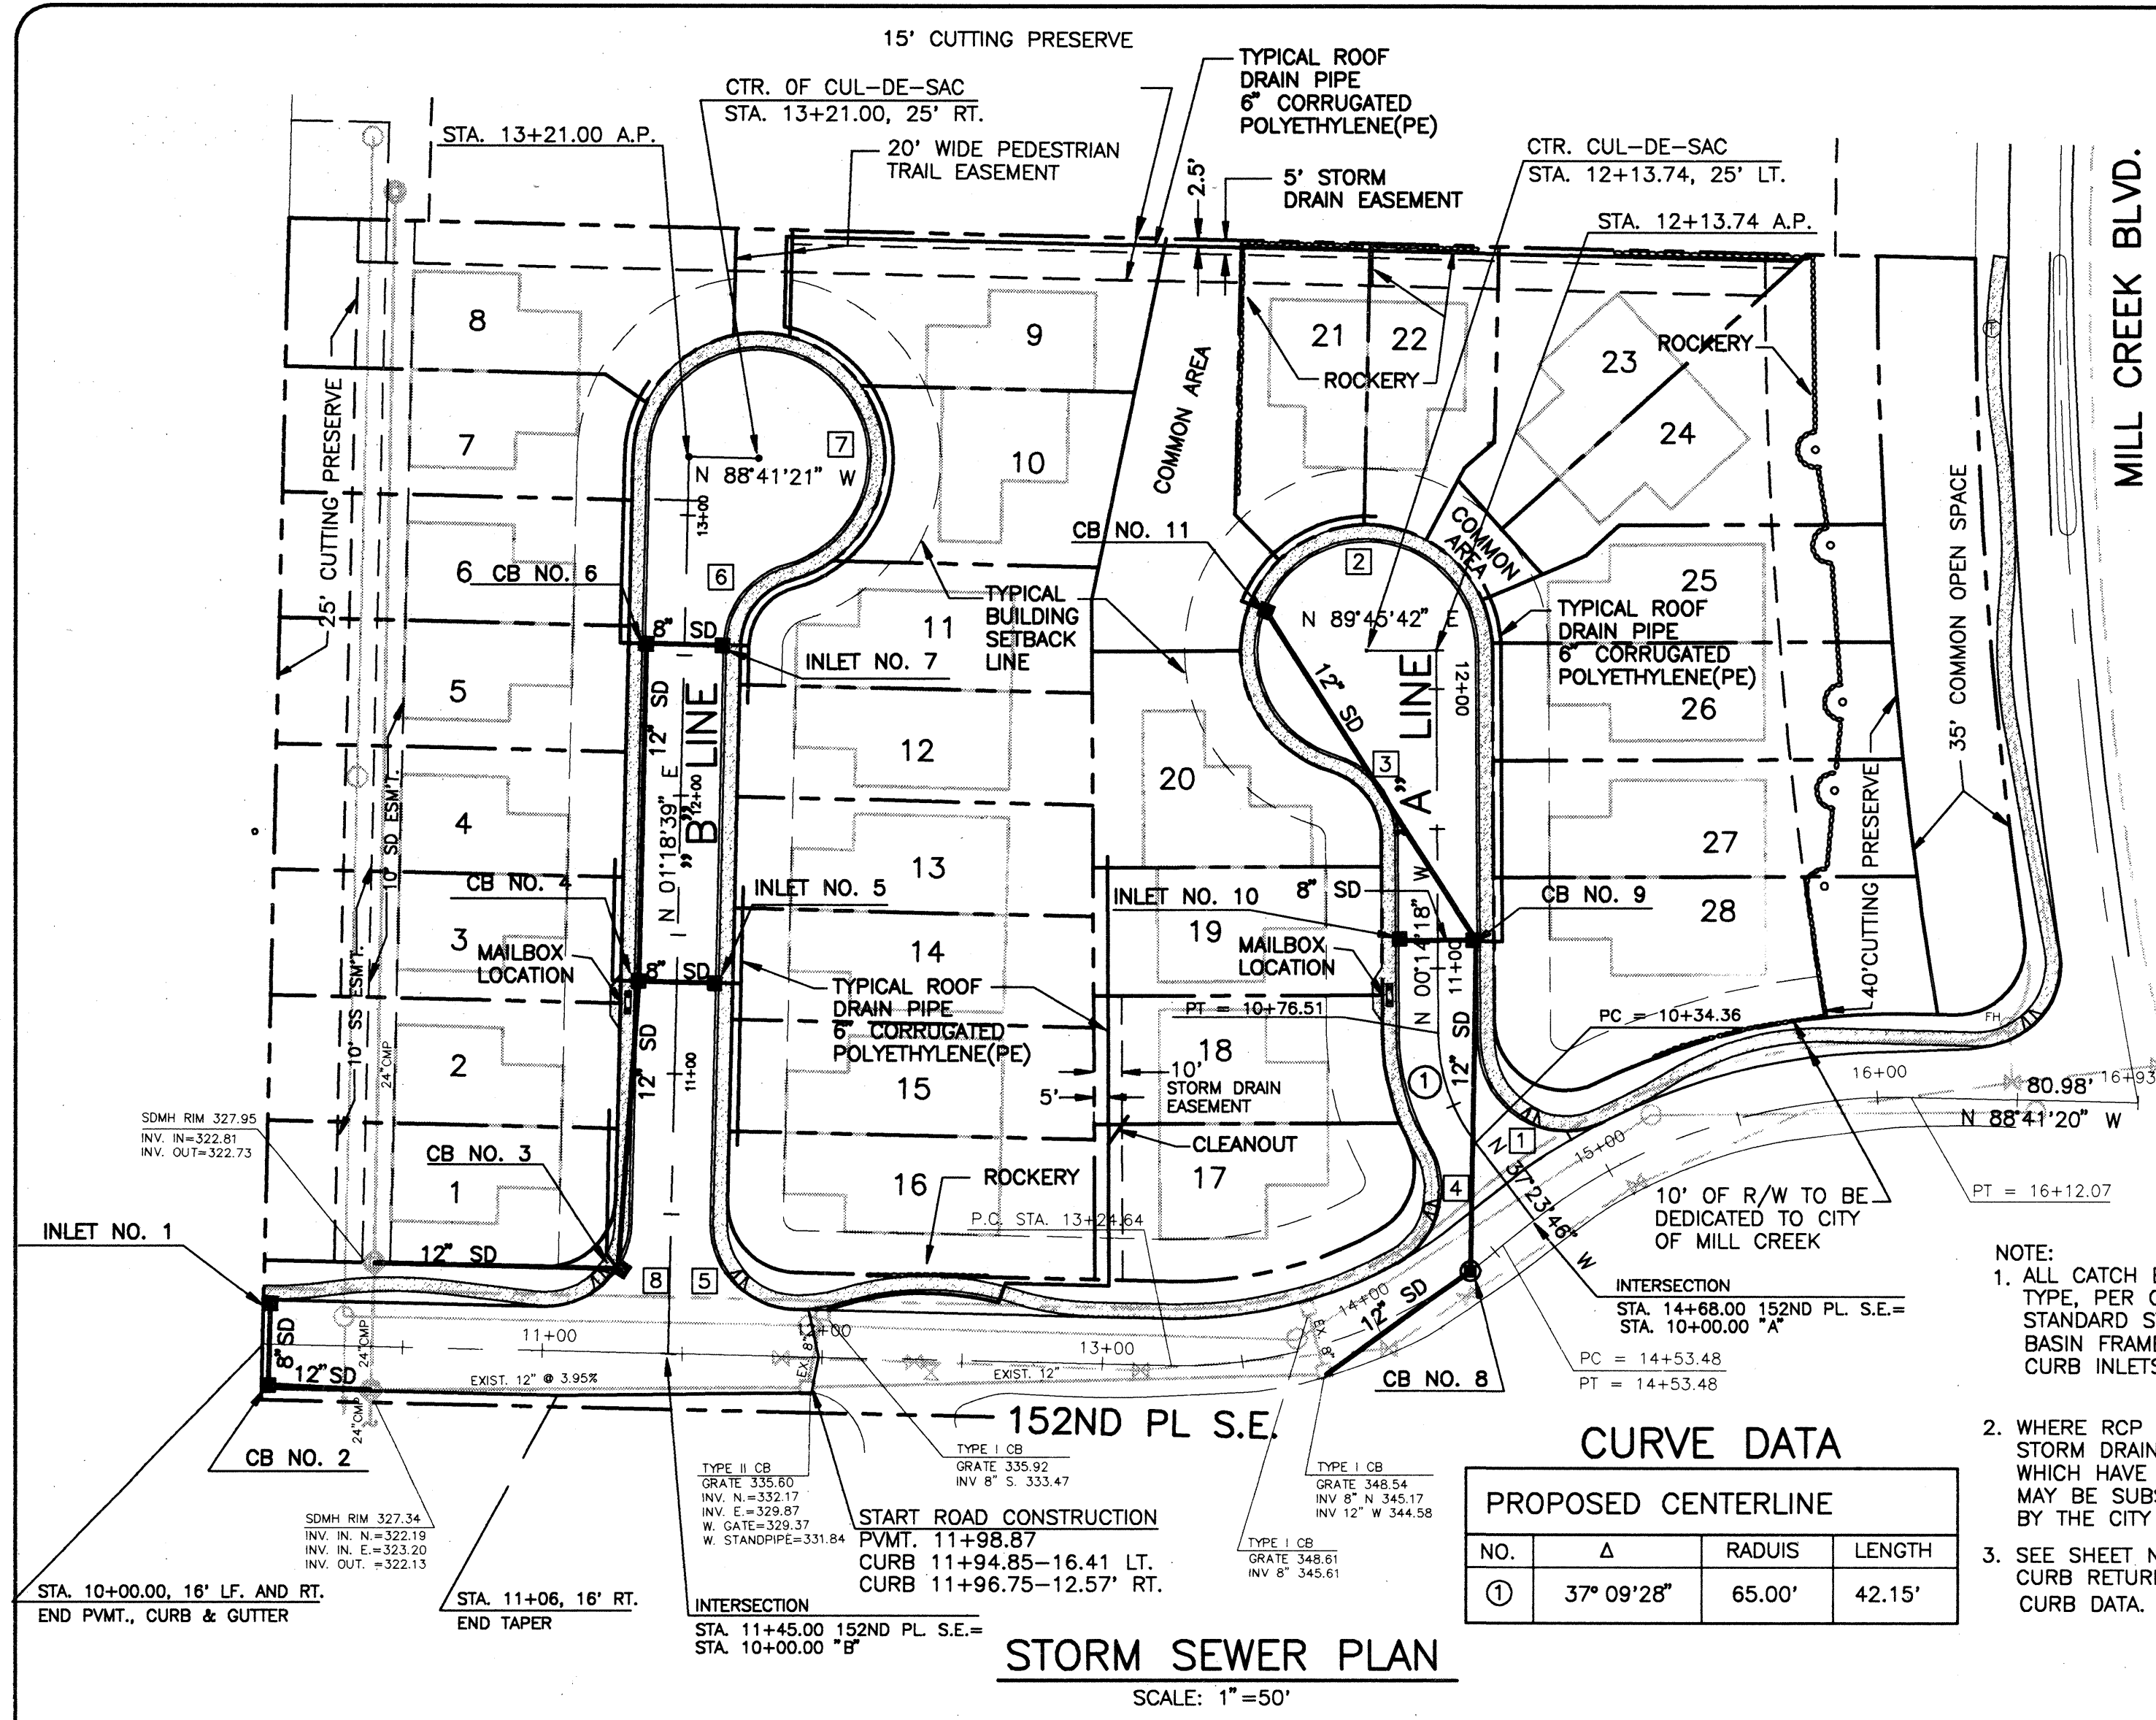 15' CUTTING PRESERVE
TYPICAL ROOF
DRAIN PIPE
6" CORRUGATED
POLYETHYLENE(PE)
CTR. OF CUL-DE-SAC
STA. 13+21.00, 25' RT.
STA. 13+21.00 A.P.
20' WIDE PEDESTRIAN
TRAIL EASEMENT
2.5'
5' STORM
DRAIN EASEMENT
CTR. CUL-DE-SAC
STA. 12+13.74, 25' LT.
STA. 12+13.74 A.P.
MILL CREEK BLVD.
8
9
21
22
23
ROCKERY
ROCKERY
25' CUTTING PRESERVE
COMMON AREA
7
7
10
24
N 88°41'21" W
13+00
35' COMMON OPEN SPACE
CB NO. 11
2
COMMON
AREA
6
CB NO. 6
6
25
TYPICAL
BUILDING
SETBACK
LINE
N 89°45'42" E
TYPICAL ROOF
DRAIN PIPE
6" CORRUGATED
POLYETHYLENE(PE)
8" SD
11
INLET NO. 7
5
12" SD
"B" LINE
12" SD
"A" LINE
12+00
26
12
20
3
N 01°18'39" E
12+00
4
10' SD ESM'T.
13
27
40' CUTTING PRESERVE
CB NO. 4
INLET NO. 5
INLET NO. 10
8" SD
CB NO. 9
28
3
MAILBOX
LOCATION
14
19
MAILBOX
LOCATION
N 00°14'18" W
11+00
8" SD
TYPICAL ROOF
DRAIN PIPE
6" CORRUGATED
POLYETHYLENE(PE)
PT = 10+76.51
PC = 10+34.36
FH
10' SS ESM'T.
24"CMP
2
12" SD
11+00
15
18
10'
5'
STORM DRAIN
EASEMENT
1
12" SD
16+00
80.98'
16+93
N 88°41'20" W
SDMH RIM 327.95
INV. IN=322.81
INV. OUT=322.73
CB NO. 3
1
16
ROCKERY
CLEANOUT
17
1
15+00
4
N 37°23'46" W
10' OF R/W TO BE
DEDICATED TO CITY
OF MILL CREEK
PT = 16+12.07
INLET NO. 1
12" SD
P.C. STA. 13+24.64
8
5
14+00
12" SD
INTERSECTION
STA. 14+68.00 152ND PL. S.E.=
STA. 10+00.00 "A"
8" SD
12" SD
24"CMP
11+00
EX. 8"
13+00
EX. 8"
EXIST. 12" @ 3.95%
EXIST. 12"
PC = 14+53.48
PT = 14+53.48
CB NO. 8
24"CMP
CB NO. 2
152ND PL S.E.
SDMH RIM 327.34
INV. IN. N.=322.19
INV. IN. E.=323.20
INV. OUT. =322.13
TYPE II CB
GRATE 335.60
INV. N.=332.17
INV. E.=329.87
W. GATE=329.37
W. STANDPIPE=331.84
TYPE I CB
GRATE 335.92
INV 8" S. 333.47
START ROAD CONSTRUCTION
PVMT. 11+98.87
CURB 11+94.85-16.41 LT.
CURB 11+96.75-12.57' RT.
TYPE I CB
GRATE 348.54
INV 8" N 345.17
INV 12" W 344.58
TYPE I CB
GRATE 348.61
INV 8" 345.61
STA. 10+00.00, 16' LF. AND RT.
END PVMT., CURB & GUTTER
STA. 11+06, 16' RT.
END TAPER
INTERSECTION
STA. 11+45.00 152ND PL. S.E.=
STA. 10+00.00 "B"
CURVE DATA
PROPOSED CENTERLINE
NO. Δ RADUIS LENGTH
1 37° 09'28" 65.00' 42.15'
NOTE:
1. ALL CATCH
TYPE, PER
STANDARD
BASIN
CURB
2. WHERE RCP
STORM DRAIN
WHICH HAVE
MAY BE
BY THE CITY
3. SEE SHEET
CURB
CURB DATA.
STORM SEWER PLAN
SCALE: 1"=50'